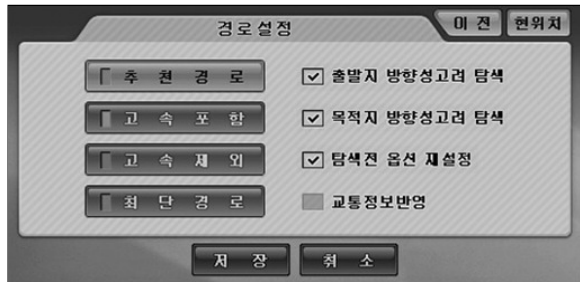 경로설정
이 전
현위치
추 천 경 로
출발지 방향성고려 탐색
고 속 포 함
목적지 방향성고려 탐색
고 속 제 외
탐색전 옵션 재설정
최 단 경 로
교통정보반영
저 장
취 소